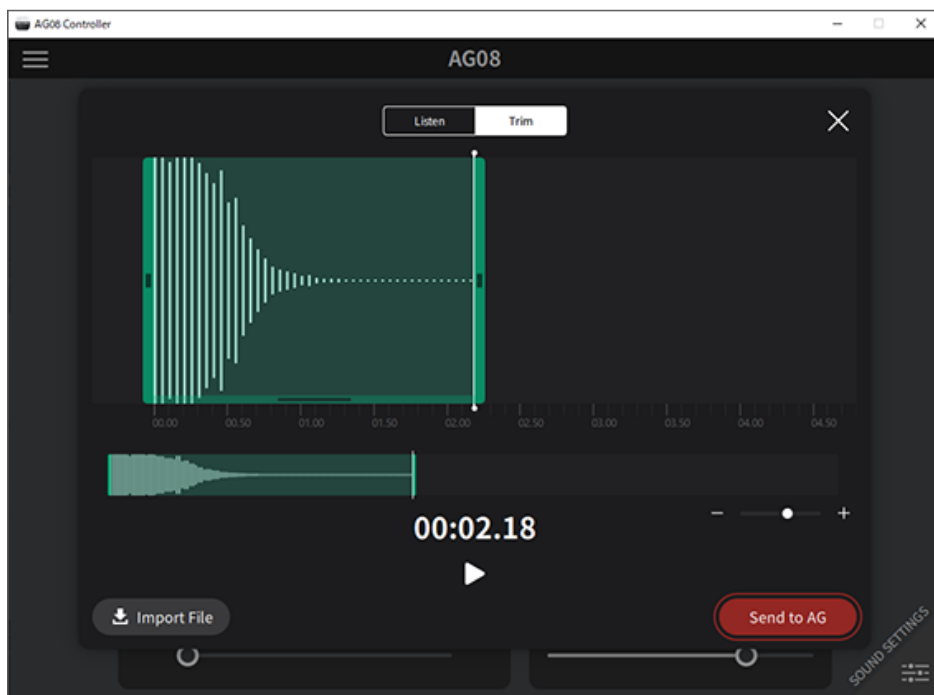 AG08 Controller
AG08
Listen
Trim
00.00 00.50 01.00 01.50 02.00 02.50 03.00 03.50 04.00 04.50
00:02.18
Import File
Send to AG
SOUND SETTINGS